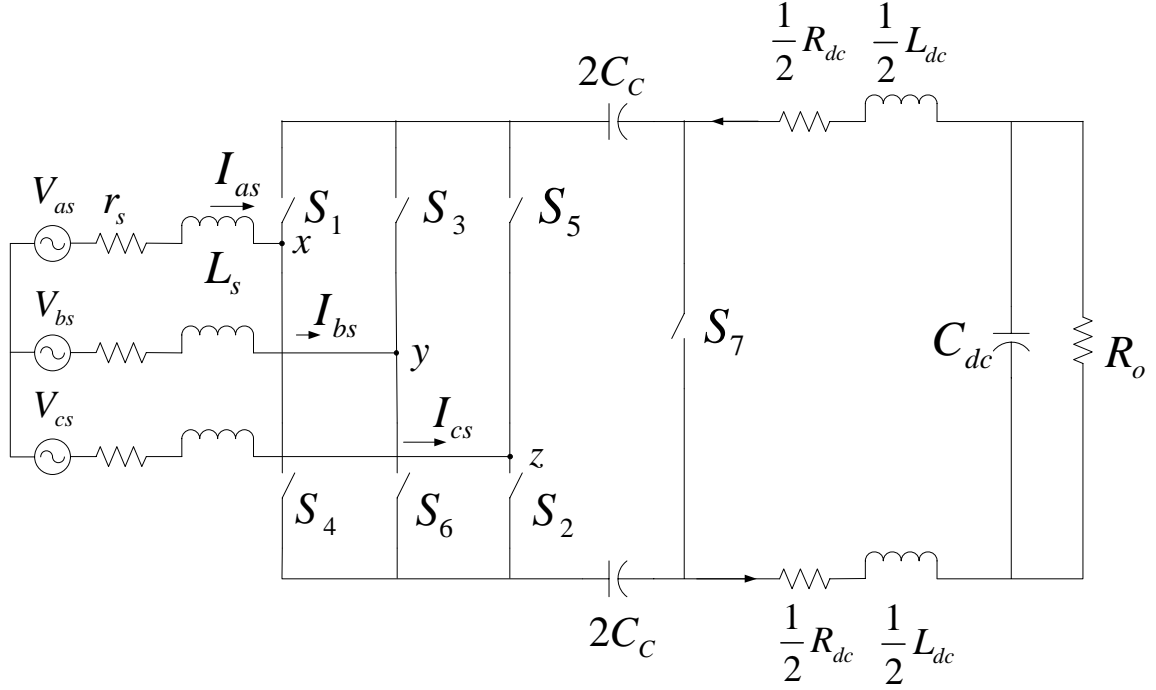 1/2 R_dc
1/2 L_dc
2C_C
I_as
V_as
r_s
S_1
S_3
S_5
x
L_s
V_bs
I_bs
y
S_7
C_dc
R_o
V_cs
I_cs
z
S_4
S_6
S_2
2C_C
1/2 R_dc
1/2 L_dc